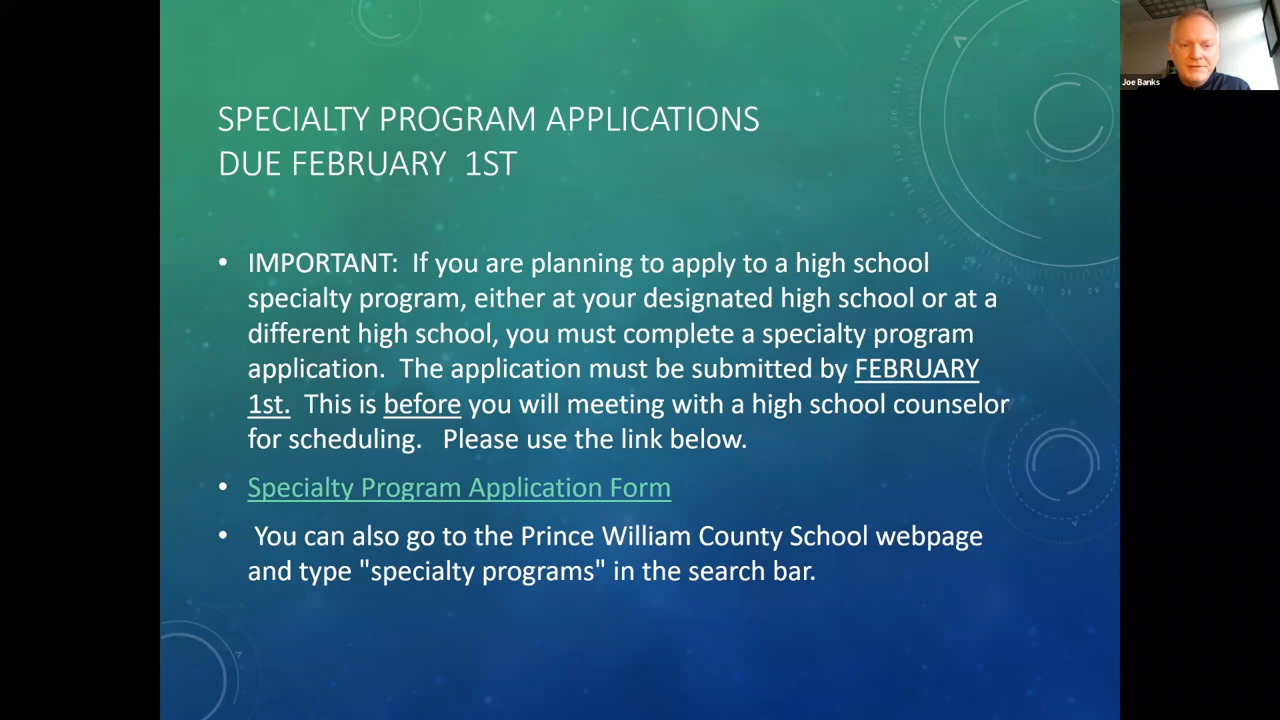 SPECIALTY PROGRAM APPLICATIONS
DUE FEBRUARY 1ST
• IMPORTANT: If you are planning to apply to a high school
specialty program, either at your designated high school or at a
different high school, you must complete a specialty program
application. The application must be submitted by FEBRUARY
1st. This is before you will meeting with a high school counselor
for scheduling. Please use the link below.
• Specialty Program Application Form
• You can also go to the Prince William County School webpage
and type "specialty programs" in the search bar.
Joe Banks